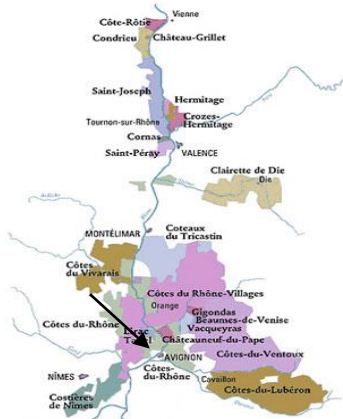 Vienne
Côte-Rôtie
Condrieu
Château-Grillet
Saint-Joseph
Hermitage
Tournon-sur-Rhône
Crozes-
Hermitage
Cornas
Saint-Péray
VALENCE
Clairette de Die
Die
MONTÉLIMAR
Coteaux
du Tricastin
Côtes
du Vivarais
Côtes du Rhône-Villages
Orange
Gigondas
Beaumes-de-Venise
Vacqueyras
Côtes du Rhône
Lirac
Châteauneuf-du-Pape
AVIGNON
Côtes-du-Ventoux
Côtes-
du-Rhône
NÎMES
Cavaillon
Costières
de Nîmes
Côtes-du-Lubéron